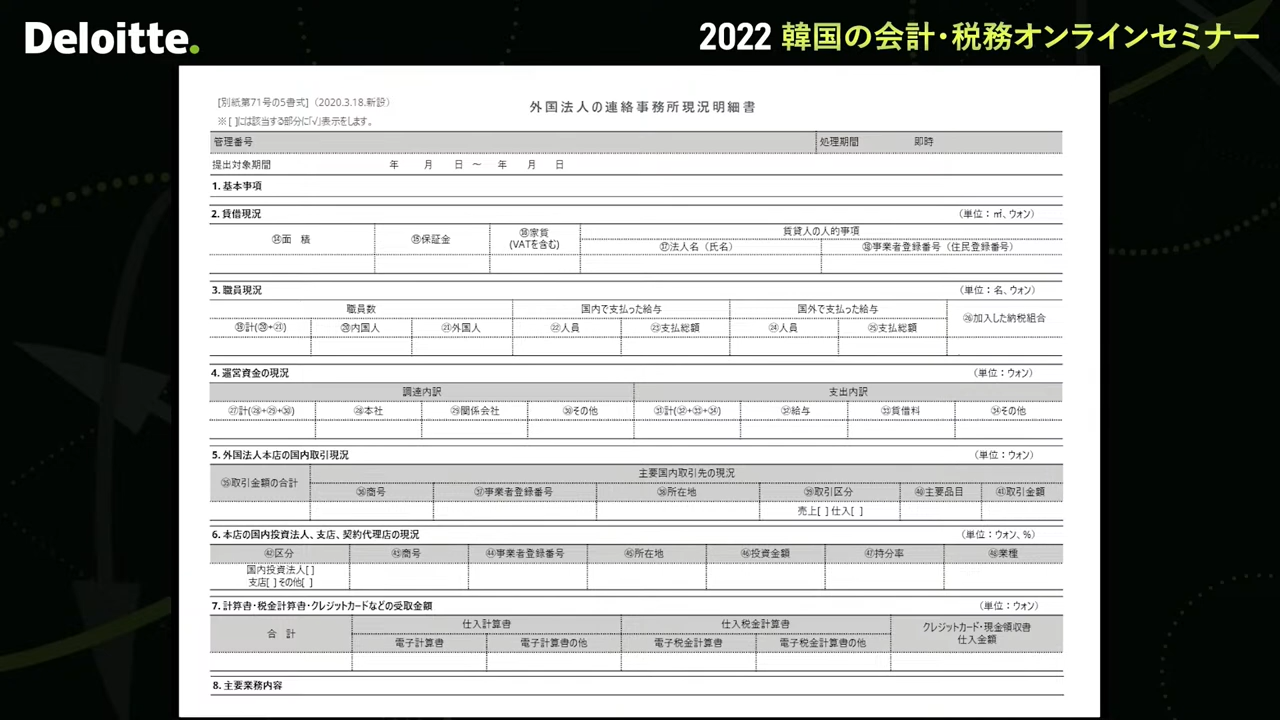 Deloitte.
2022 韓国の会計・税務オンラインセミナー
[別紙第71号の5書式]（2020.3.18.新設）
外国法人の連絡事務所現況明細書
※ [ ]には該当する部分に「√」表示をします。
管理番号 処理期間 即時
提出対象期間 年 月 日 ～ 年 月 日
1. 基本事項
2. 賃借現況 （単位：㎡、ウォン）
⑭面 積 ⑮保証金 ⑯家賃 (VATを含む) 賃貸人の人的事項
⑰法人名（氏名） ⑱事業者登録番号（住民登録番号）
3. 職員現況 （単位：名、ウォン）
職員数 国内で支払った給与 国外で支払った給与 ㉖加入した納税組合
⑲計(⑳+㉑) ⑳内国人 ㉑外国人 ㉒人員 ㉓支払総額 ㉔人員 ㉕支払総額
4. 運営資金の現況 （単位：ウォン）
調達内訳 支出内訳
㉗計(㉘+㉙+㉚) ㉘本社 ㉙関係会社 ㉚その他 ㉛計(㉜+㉝+㉞) ㉜給与 ㉝賃借料 ㉞その他
5. 外国法人本店の国内取引現況 （単位：ウォン）
㉟取引金額の合計 主要国内取引先の現況
㊱商号 ㊲事業者登録番号 ㊳所在地 ㊴取引区分 ㊵主要品目 ㊶取引金額
売上[ ] 仕入[ ]
6. 本店の国内投資法人、支店、契約代理店の現況 （単位：ウォン、%）
㊷区分 ㊸商号 ㊹事業者登録番号 ㊺所在地 ㊻投資金額 ㊼持分率 ㊽業種
国内投資法人[ ]
支店[ ] その他[ ]
7. 計算書・税金計算書・クレジットカードなどの受取金額 （単位：ウォン）
合 計 仕入計算書 仕入税金計算書 クレジットカード・現金領収書
仕入金額
電子計算書 電子計算書の他 電子税金計算書 電子税金計算書の他
8. 主要業務内容